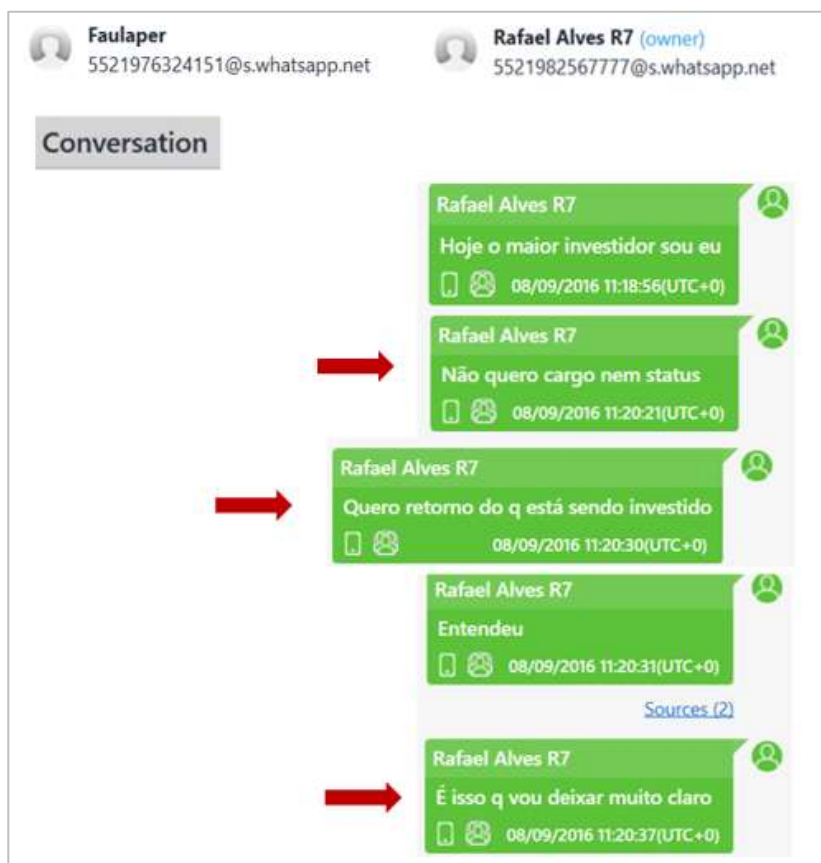 Faulaper
5521976324151@s.whatsapp.net
Rafael Alves R7 (owner)
5521982567777@s.whatsapp.net
Conversation
Rafael Alves R7
Hoje o maior investidor sou eu
08/09/2016 11:18:56(UTC+0)
Rafael Alves R7
Não quero cargo nem status
08/09/2016 11:20:21(UTC+0)
Rafael Alves R7
Quero retorno do q está sendo investido
08/09/2016 11:20:30(UTC+0)
Rafael Alves R7
Entendeu
08/09/2016 11:20:31(UTC+0)
Sources (2)
Rafael Alves R7
É isso q vou deixar muito claro
08/09/2016 11:20:37(UTC+0)